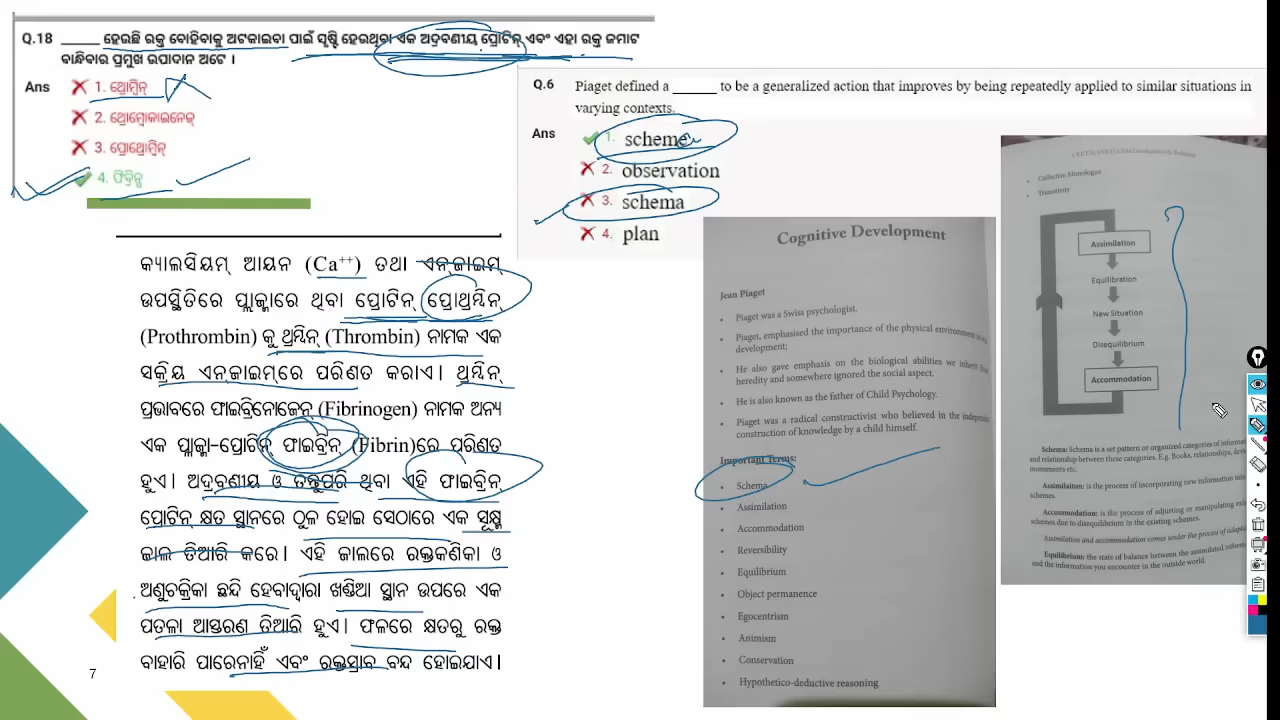 Q.18 ______ ହେଉଛି ରକ୍ତ ବୋହିବାକୁ ଅଟକାଇବା ପାଇଁ ସୃଷ୍ଟି ହେଉଥିବା ଏକ ଅଦ୍ରବଣୀୟ ପ୍ରୋଟିନ୍ ଏବଂ ଏହା ରକ୍ତ ଜମାଟ
ବାନ୍ଧିବାର ପ୍ରମୁଖ ଉପାଦାନ ଅଟେ ।
Ans 1. ଥ୍ରୋମ୍ବିନ୍
2. ଥ୍ରୋମ୍ବୋକାଇନେଜ୍
3. ପ୍ରୋଥ୍ରୋମ୍ବିନ୍
4. ଫିବ୍ରିନ୍ସ
Q.6 Piaget defined a ______ to be a generalized action that improves by being repeatedly applied to similar situations in
varying contexts.
Ans 1. scheme
2. observation
3. schema
4. plan
କ୍ୟାଲସିୟମ୍ ଆୟନ (Ca⁺⁺) ତଥା ଏନ୍‌ଜାଇମ୍
ଉପସ୍ଥିତିରେ ପ୍ଲାଜ୍ମାରେ ଥିବା ପ୍ରୋଟିନ୍ ପ୍ରୋଥ୍ରମ୍ବିନ୍
(Prothrombin) କୁ ଥ୍ରମ୍ବିନ୍ (Thrombin) ନାମକ ଏକ
ସକ୍ରିୟ ଏନ୍‌ଜାଇମ୍‌ରେ ପରିଣତ କରାଏ। ଥ୍ରମ୍ବିନ୍
ପ୍ରଭାବରେ ଫାଇବ୍ରିନୋଜେନ୍ (Fibrinogen) ନାମକ ଅନ୍ୟ
ଏକ ପ୍ଲାଜ୍ମା-ପ୍ରୋଟିନ୍ ଫାଇବ୍ରିନ୍ (Fibrin)ରେ ପରିଣତ
ହୁଏ। ଅଦ୍ରବଣୀୟ ଓ ତନ୍ତୁପରି ଥିବା ଏହି ଫାଇବ୍ରିନ୍
ପ୍ରୋଟିନ୍ କ୍ଷତ ସ୍ଥାନରେ ଠୁଳ ହୋଇ ସେଠାରେ ଏକ ସୂକ୍ଷ୍ମ
ଜାଲ ତିଆରି କରେ। ଏହି ଜାଲରେ ରକ୍ତକଣିକା ଓ
ଅଣୁଚକ୍ରିକା ଛନ୍ଦି ହେବାଦ୍ୱାରା ଖଣ୍ଡିଆ ସ୍ଥାନ ଉପରେ ଏକ
ପତଳା ଆସ୍ତରଣ ତିଆରି ହୁଏ। ଫଳରେ କ୍ଷତରୁ ରକ୍ତ
ବାହାରି ପାରେନାହିଁ ଏବଂ ରକ୍ତସ୍ରାବ ବନ୍ଦ ହୋଇଯାଏ।
7
Cognitive Development
Jean Piaget
• Piaget was a Swiss psychologist.
• Piaget, emphasised the importance of the physical environment
development;
• He also gave emphasis on the biological abilities we inherit
heredity and somewhere ignored the social aspect.
• He is also known as the father of Child Psychology.
• Piaget was a radical constructivist who believed in the
construction of knowledge by a child himself.
Important Terms:
• Schema
• Assimilation
• Accommodation
• Reversibility
• Equilibrium
• Object permanence
• Egocentrism
• Animism
• Conservation
• Hypothetico-deductive reasoning
• Collective Monologue
• Transitivity
Assimilation
Equilibration
New Situation
Disequilibrium
Accommodation
Schema: Schema is a set pattern or organized categories of
and relationship between these categories. E.g. Books, relationships,
monuments etc.
Assimilation: is the process of incorporating new information
schemes.
Accommodation: is the process of adjusting or manipulating
schemes due to disequilibrium in the existing schemes.
Assimilation and accommodation comes under the process of
Equilibrium: the state of balance between the assimilated
and the information you encounter in the outside world